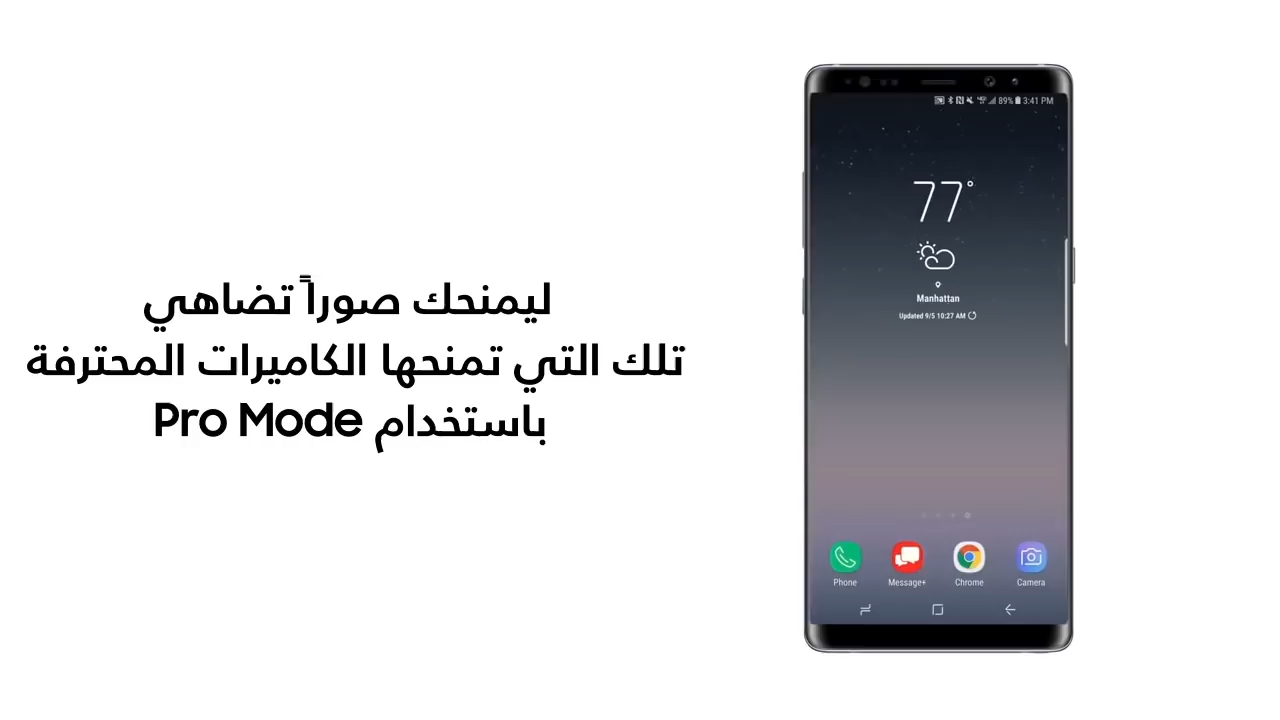 ليمنحك صوراً تضاهي
تلك التي تمنحها الكاميرات المحترفة
باستخدام Pro Mode
89% 3:41 PM
77°
Manhattan
Updated 9/5 10:27 AM
Phone Message+ Chrome Camera